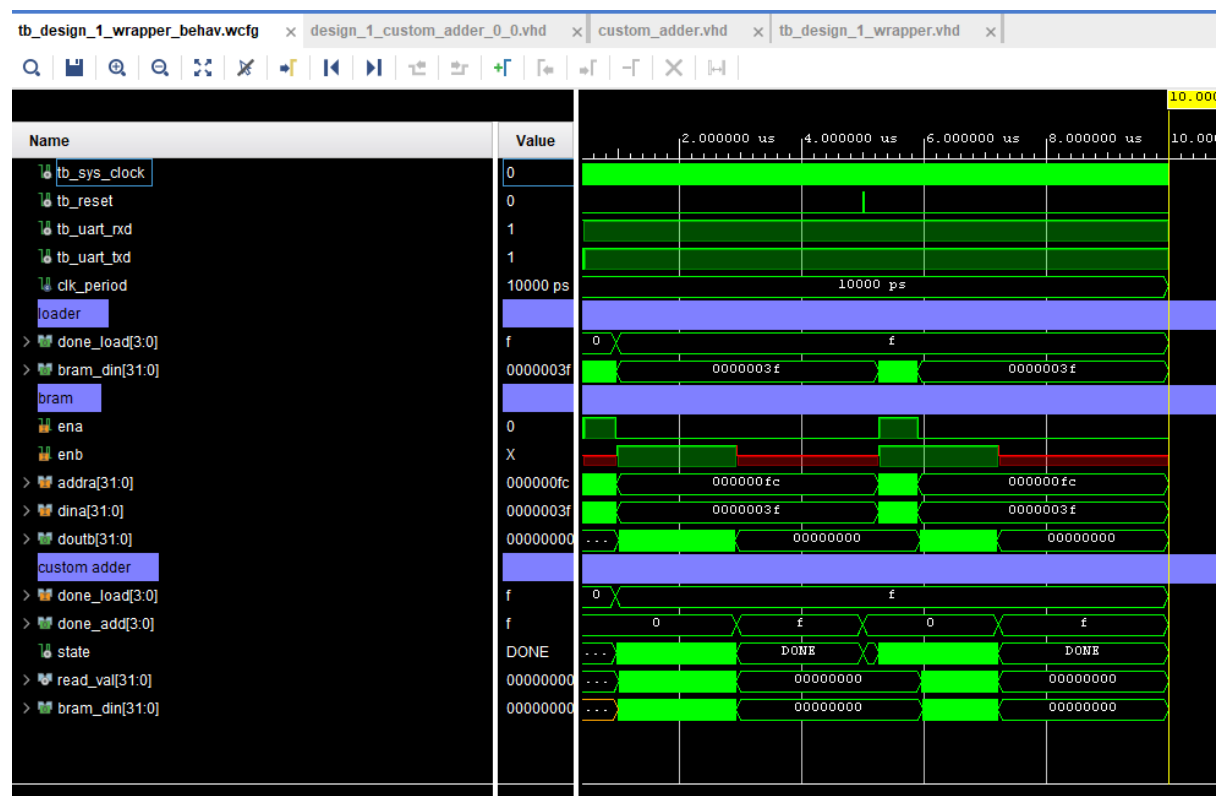 tb_design_1_wrapper_behav.wcfg × design_1_custom_adder_0_0.vhd × custom_adder.vhd × tb_design_1_wrapper.vhd ×
10.000
Name Value 2.000000 us 4.000000 us 6.000000 us 8.000000 us 10.000
tb_sys_clock 0
tb_reset 0
tb_uart_rxd 1
tb_uart_txd 1
clk_period 10000 ps 10000 ps
loader
done_load[3:0] f 0 f
bram_din[31:0] 0000003f 0000003f 0000003f
bram
ena 0
enb X
addra[31:0] 000000fc 000000fc 000000fc
dina[31:0] 0000003f 0000003f 0000003f
doutb[31:0] 00000000 ... 00000000 00000000
custom adder
done_load[3:0] f 0 f
done_add[3:0] f 0 f 0 f
state DONE ... DONE DONE
read_val[31:0] 00000000 ... 00000000 00000000
bram_din[31:0] 00000000 ... 00000000 00000000